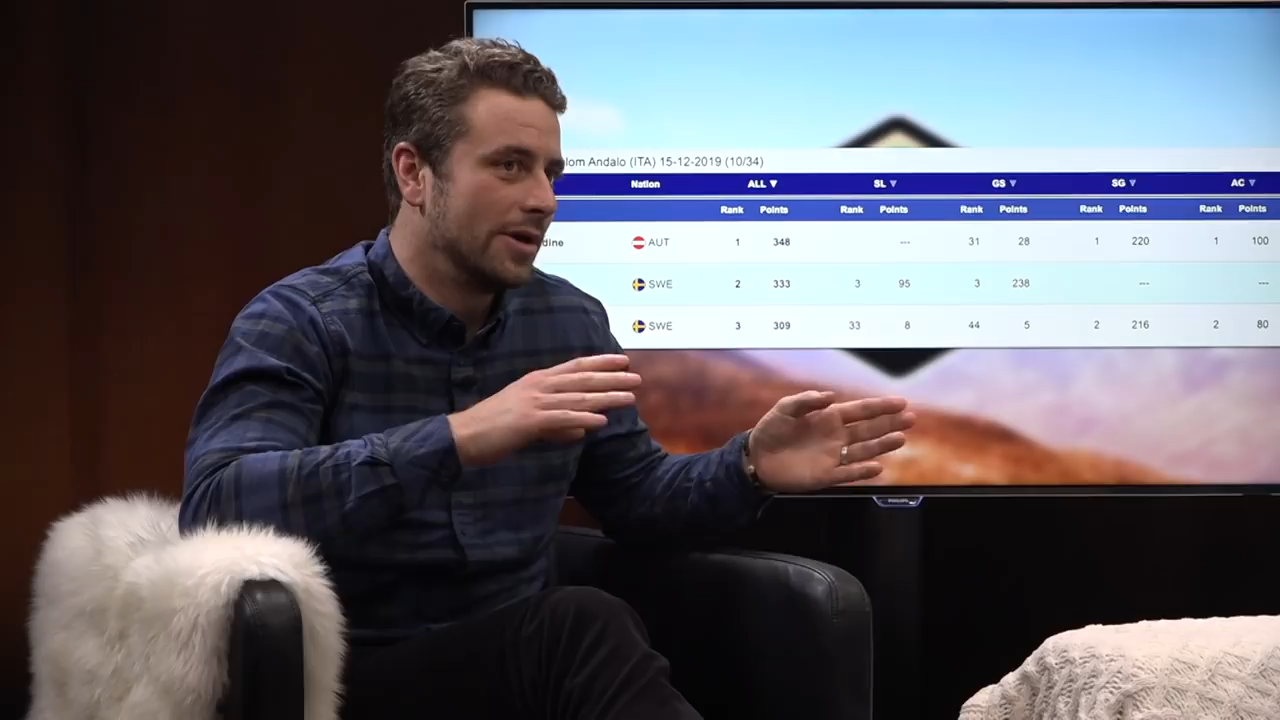 lom Andalo (ITA) 15-12-2019 (10/34)
Nation ALL ▼ SL ▼ GS ▼ SG ▼ AC ▼
Rank Points Rank Points Rank Points Rank Points Rank Points
dine AUT 1 348 --- 31 28 1 220 1 100
SWE 2 333 3 95 3 238 --- ---
SWE 3 309 33 8 44 5 2 216 2 80
PHILIPS